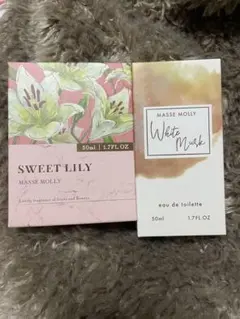 50ml | 1.7FL OZ
SWEET LILY
MASSE MOLLY
MASSE MOLLY
White
Musk
eau de toilette
50ml 1.7FL.OZ